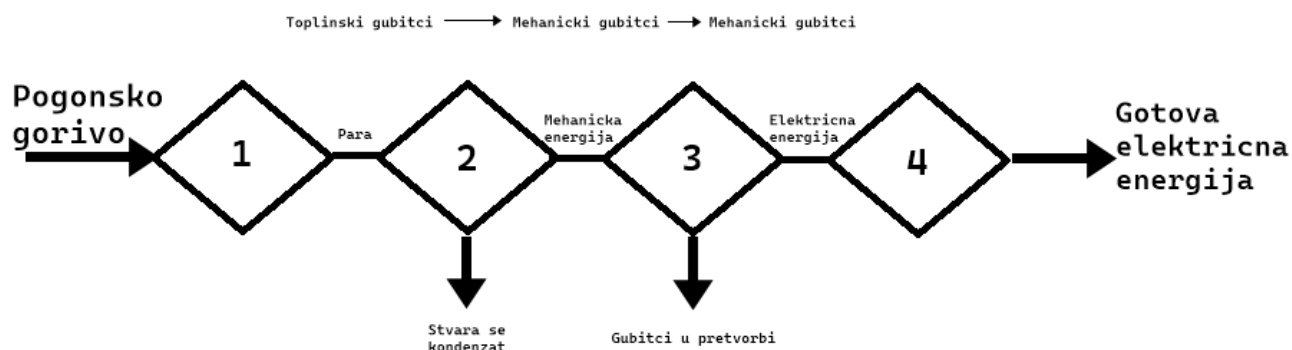 Toplinski gubitci
Mehanicki gubitci
Mehanicki gubitci
Pogonsko
gorivo
1
Para
2
Mehanicka
energija
3
Elektricna
energija
4
Gotova
elektricna
energija
Stvara se
kondenzat
Gubitci u pretvorbi